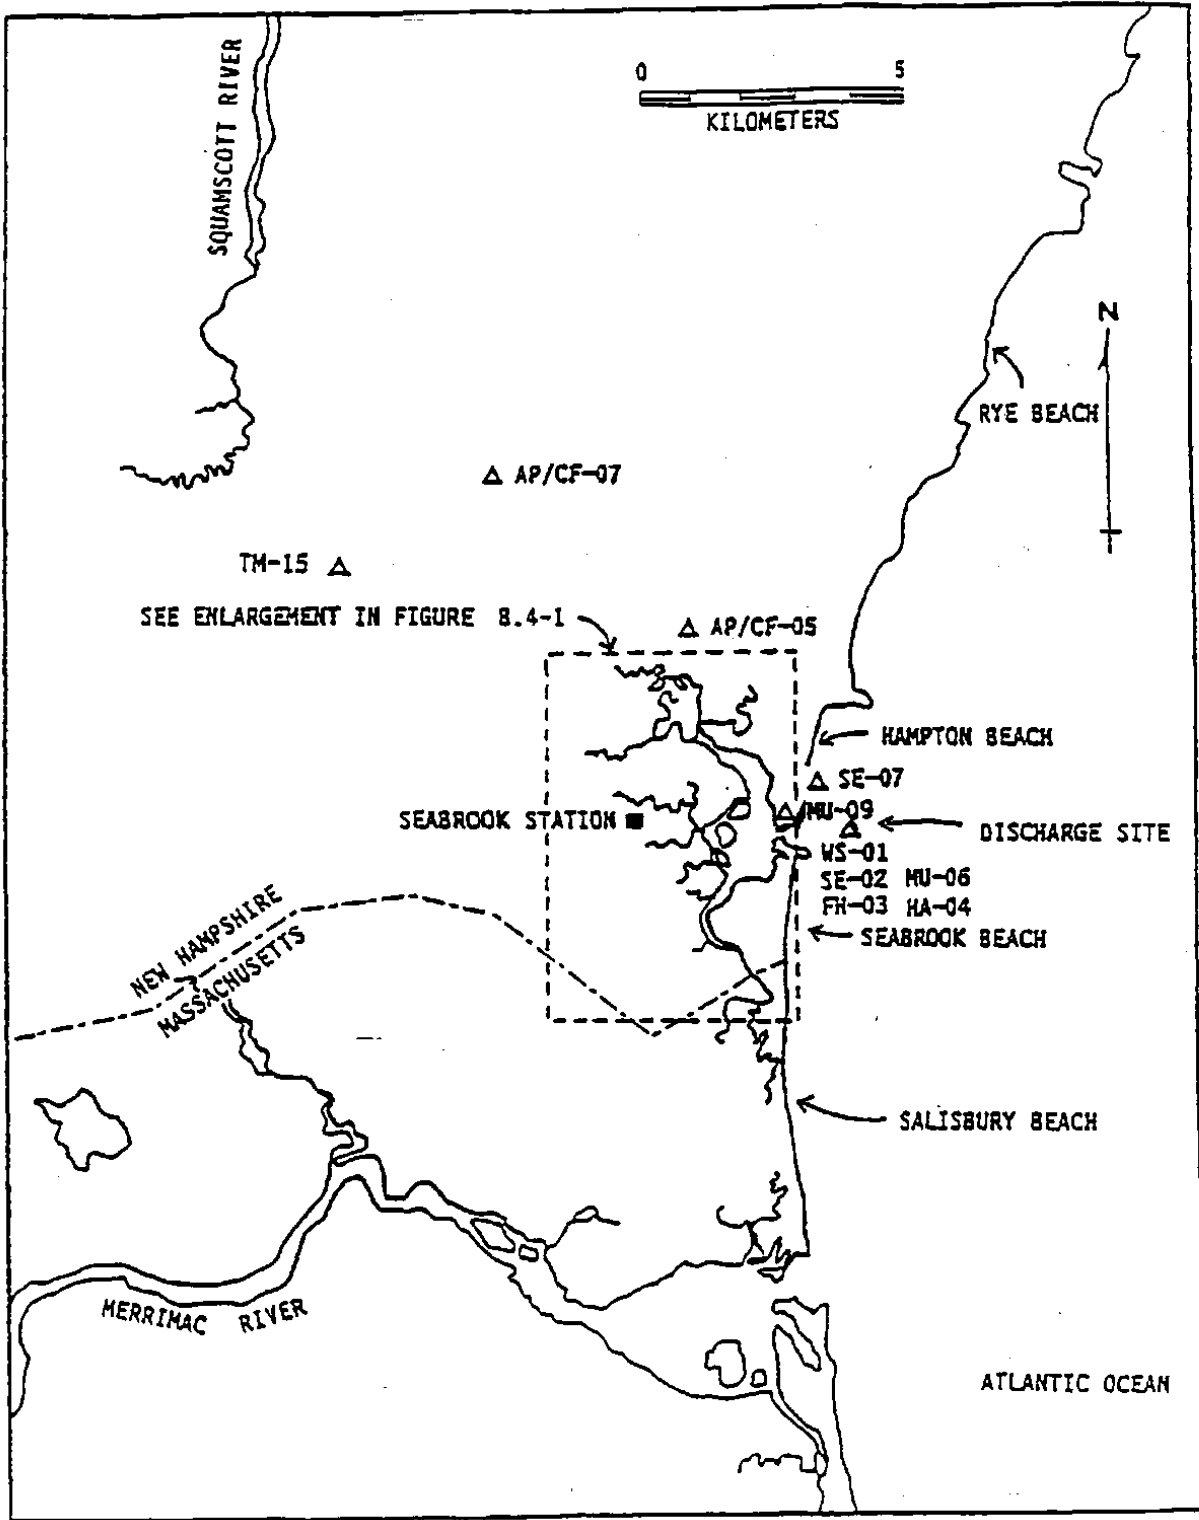 SQUAMSCOTT RIVER
0 5
KILOMETERS
N
RYE BEACH
AP/CF-07
TM-15
SEE ENLARGEMENT IN FIGURE 8.4-1
AP/CF-05
HAMPTON BEACH
SE-07
MU-09
SEABROOK STATION
DISCHARGE SITE
WS-01
SE-02 MU-06
FH-03 HA-04
SEABROOK BEACH
NEW HAMPSHIRE
MASSACHUSETTS
SALISBURY BEACH
MERRIMAC RIVER
ATLANTIC OCEAN